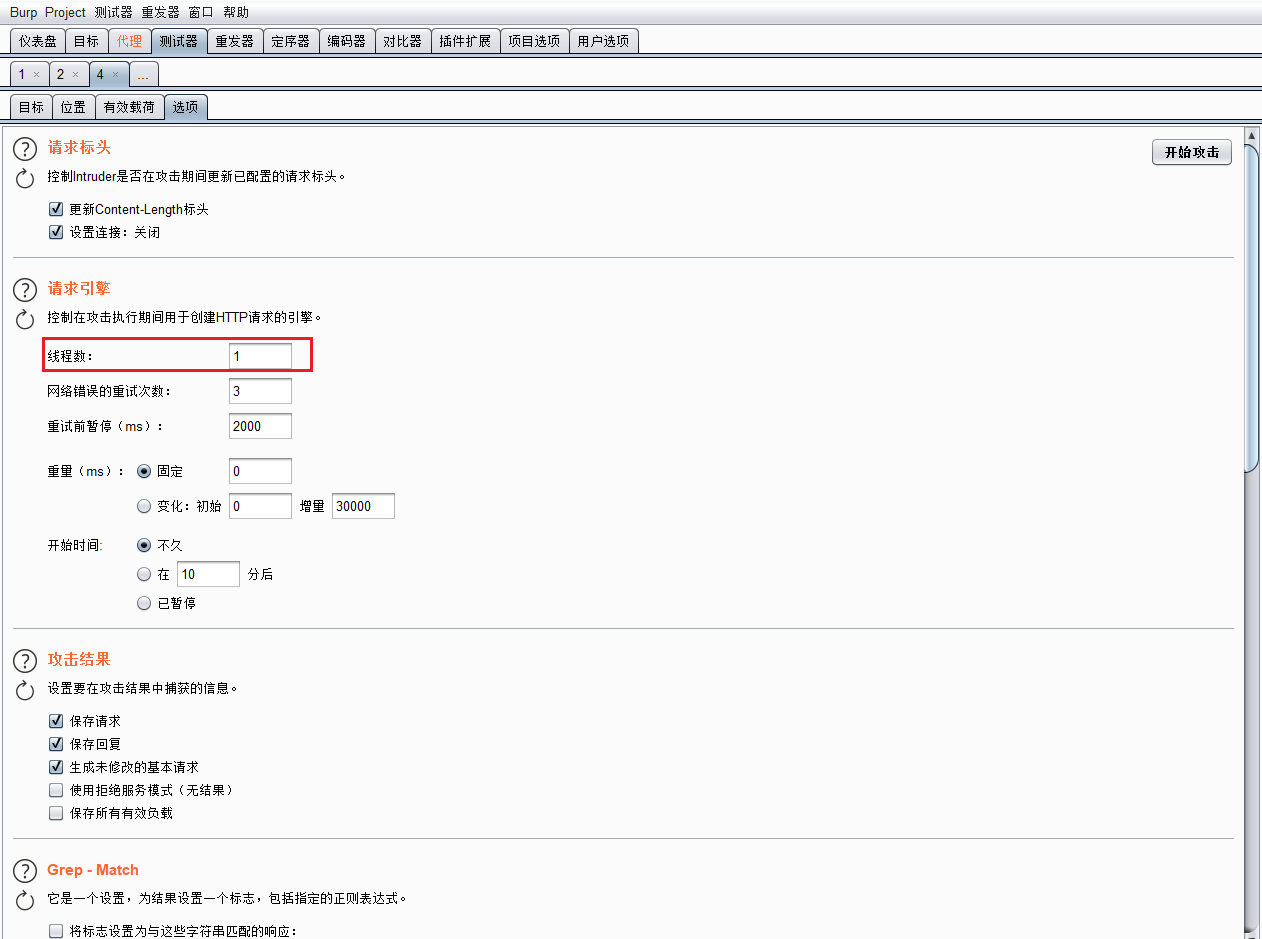 Burp Project 测试器 重发器 窗口 帮助
仪表盘 目标 代理 测试器 重发器 定序器 编码器 对比器 插件扩展 项目选项 用户选项
1 × 2 × 4 × ...
目标 位置 有效载荷 选项
? 请求标头 开始攻击
控制Intruder是否在攻击期间更新已配置的请求标头。
更新Content-Length标头
设置连接：关闭
? 请求引擎
控制在攻击执行期间用于创建HTTP请求的引擎。
线程数： 1
网络错误的重试次数： 3
重试前暂停（ms）： 2000
重量（ms）： 固定 0
变化：初始 0 增量 30000
开始时间: 不久
在 10 分后
已暂停
? 攻击结果
设置要在攻击结果中捕获的信息。
保存请求
保存回复
生成未修改的基本请求
使用拒绝服务模式（无结果）
保存所有有效负载
? Grep - Match
它是一个设置，为结果设置一个标志，包括指定的正则表达式。
将标志设置为与这些字符串匹配的响应：